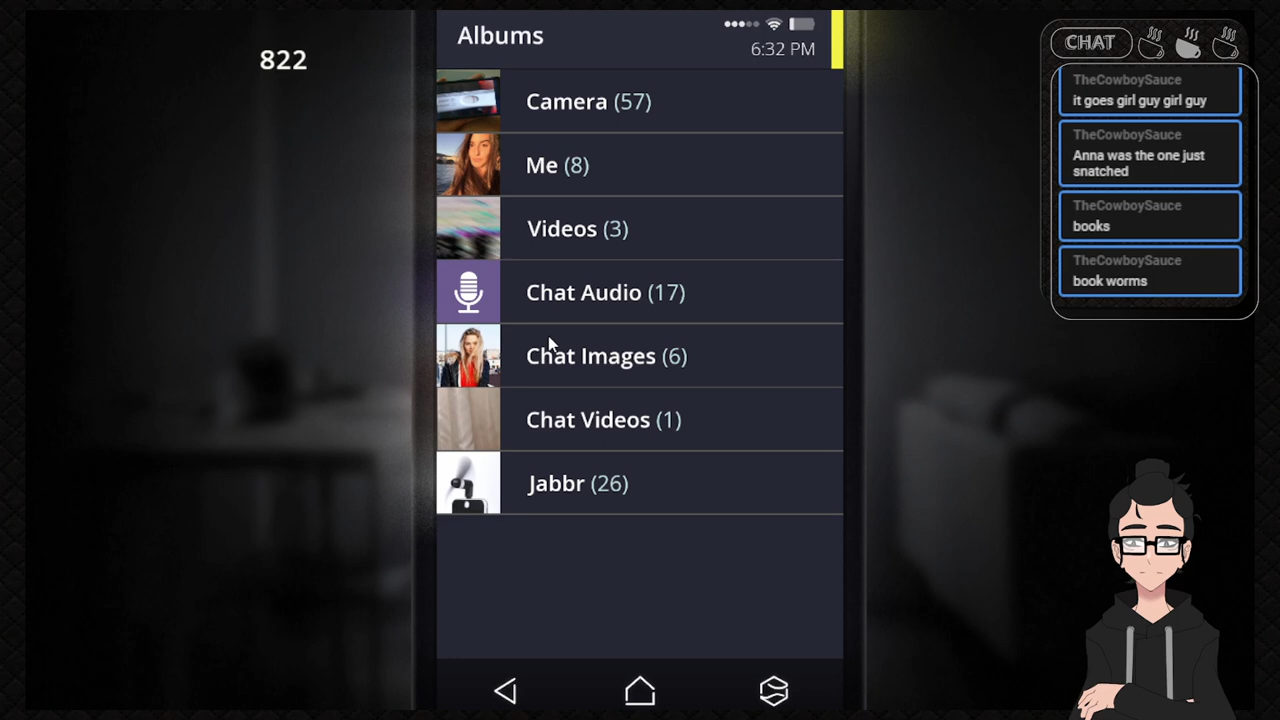 822
Albums
6:32 PM
Camera (57)
Me (8)
Videos (3)
Chat Audio (17)
Chat Images (6)
Chat Videos (1)
Jabbr (26)
CHAT
TheCowboySauce
it goes girl guy girl guy
TheCowboySauce
Anna was the one just
snatched
TheCowboySauce
books
TheCowboySauce
book worms